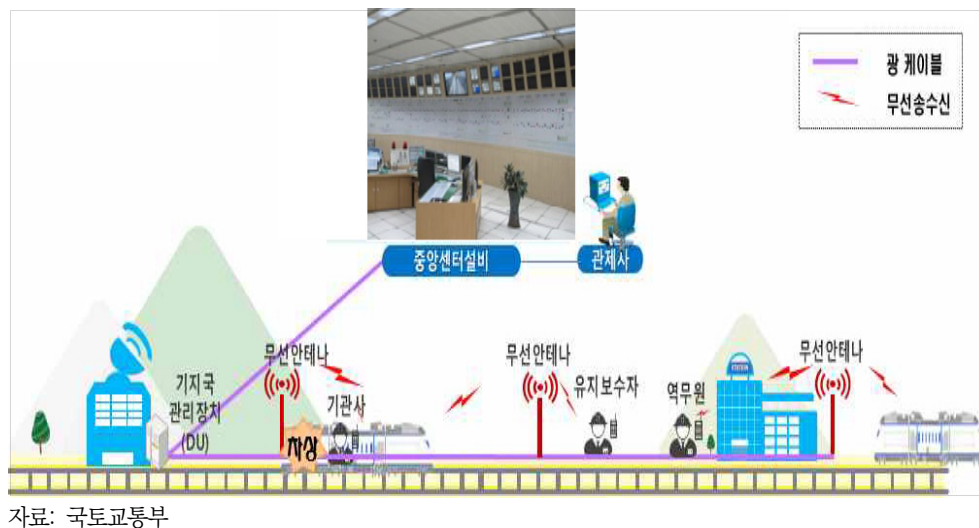 광 케이블
무선송수신
중앙센터설비
관제사
무선안테나
무선안테나
무선안테나
기지국
관리장치
(DU)
기관사
유지보수자
역무원
STATION
차상
자료: 국토교통부